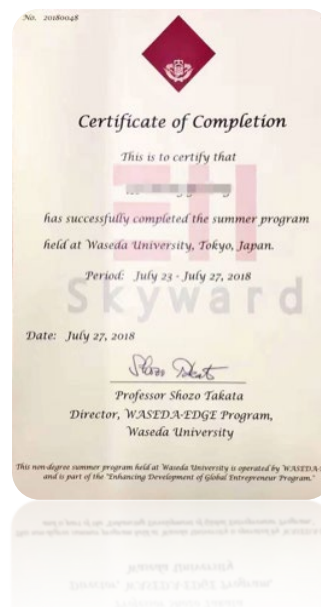 No. 20180048
Certificate of Completion
This is to certify that
has successfully completed the summer program
held at Waseda University, Tokyo, Japan.
Period: July 23 - July 27, 2018
Skyward
Date: July 27, 2018
Professor Shozo Takata
Director, WASEDA-EDGE Program,
Waseda University
This non-degree summer program held at Waseda University is operated by WASEDA-E
and is part of the "Enhancing Development of Global Entrepreneur Program."